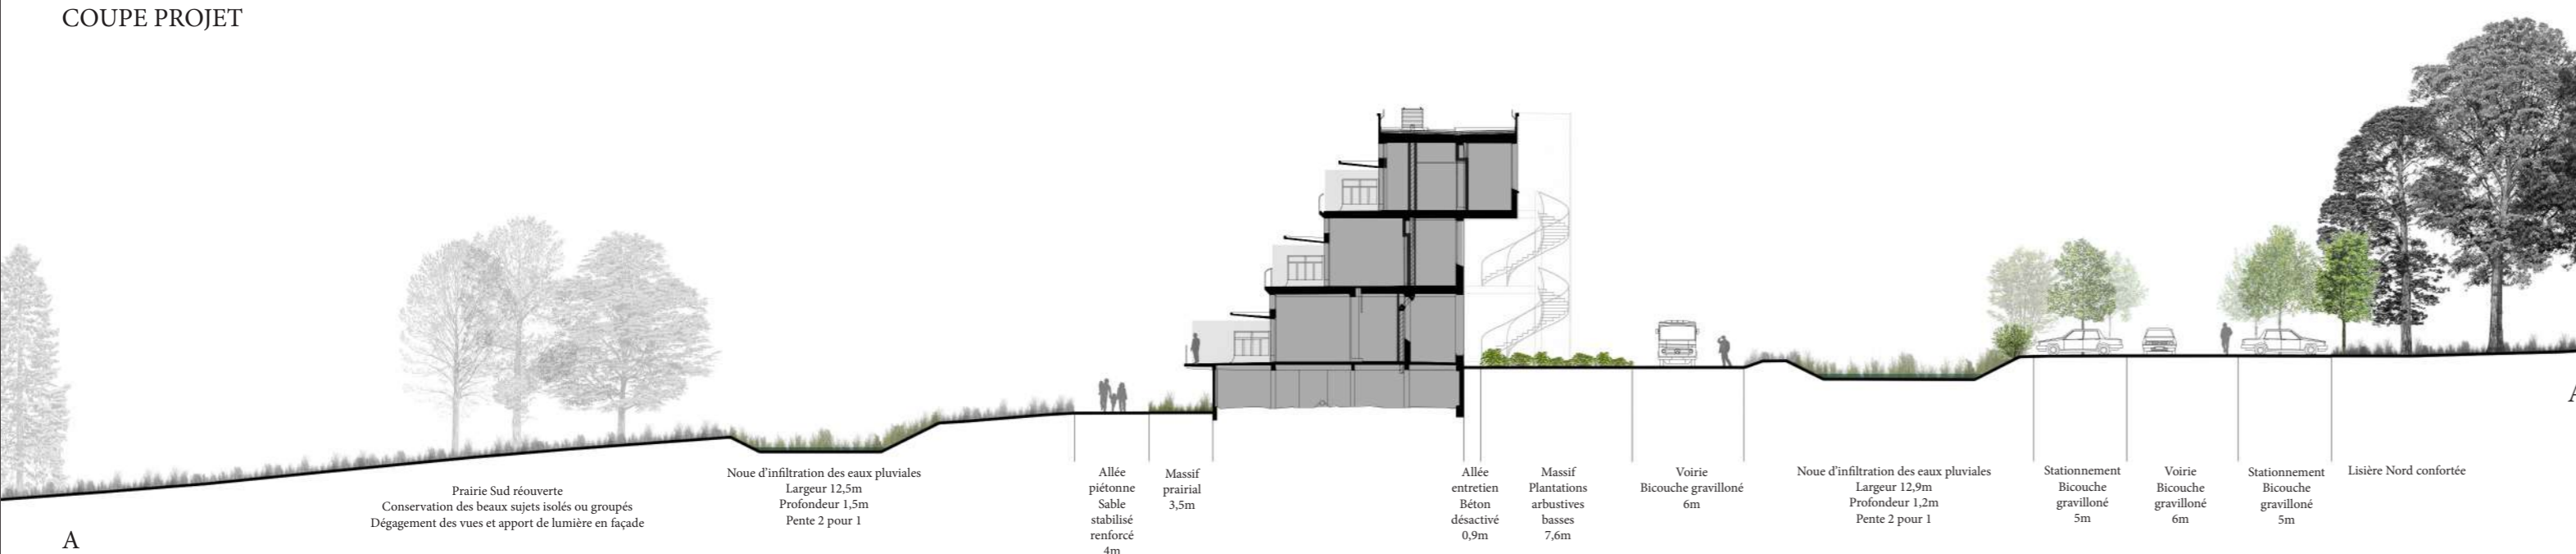 COUPE PROJET
Prairie Sud réouverte
Conservation des beaux sujets isolés ou groupés
Dégagement des vues et apport de lumière en façade
Noue d'infiltration des eaux pluviales
Largeur 12,5m
Profondeur 1,5m
Pente 2 pour 1
Allée
piétonne
Sable
stabilisé
renforcé
4m
Massif
prairial
3,5m
Allée
entretien
Béton
désactivé
0,9m
Massif
Plantations
arbustives
basses
7,6m
Voirie
Bicouche gravilloné
6m
Noue d'infiltration des eaux pluviales
Largeur 12,9m
Profondeur 1,2m
Pente 2 pour 1
Stationnement
Bicouche
gravilloné
5m
Voirie
Bicouche
gravilloné
6m
Stationnement
Bicouche
gravilloné
5m
Lisière Nord confortée
A